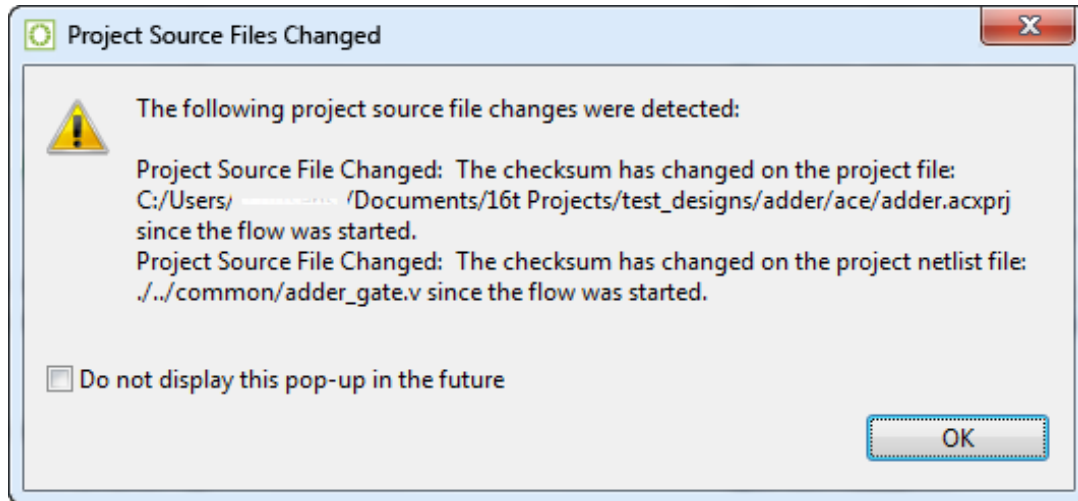 Project Source Files Changed
The following project source file changes were detected:
Project Source File Changed:  The checksum has changed on the project file:
C:/Users/ /Documents/16t Projects/test_designs/adder/ace/adder.acxprj
since the flow was started.
Project Source File Changed:  The checksum has changed on the project netlist file:
./../common/adder_gate.v since the flow was started.
Do not display this pop-up in the future
OK